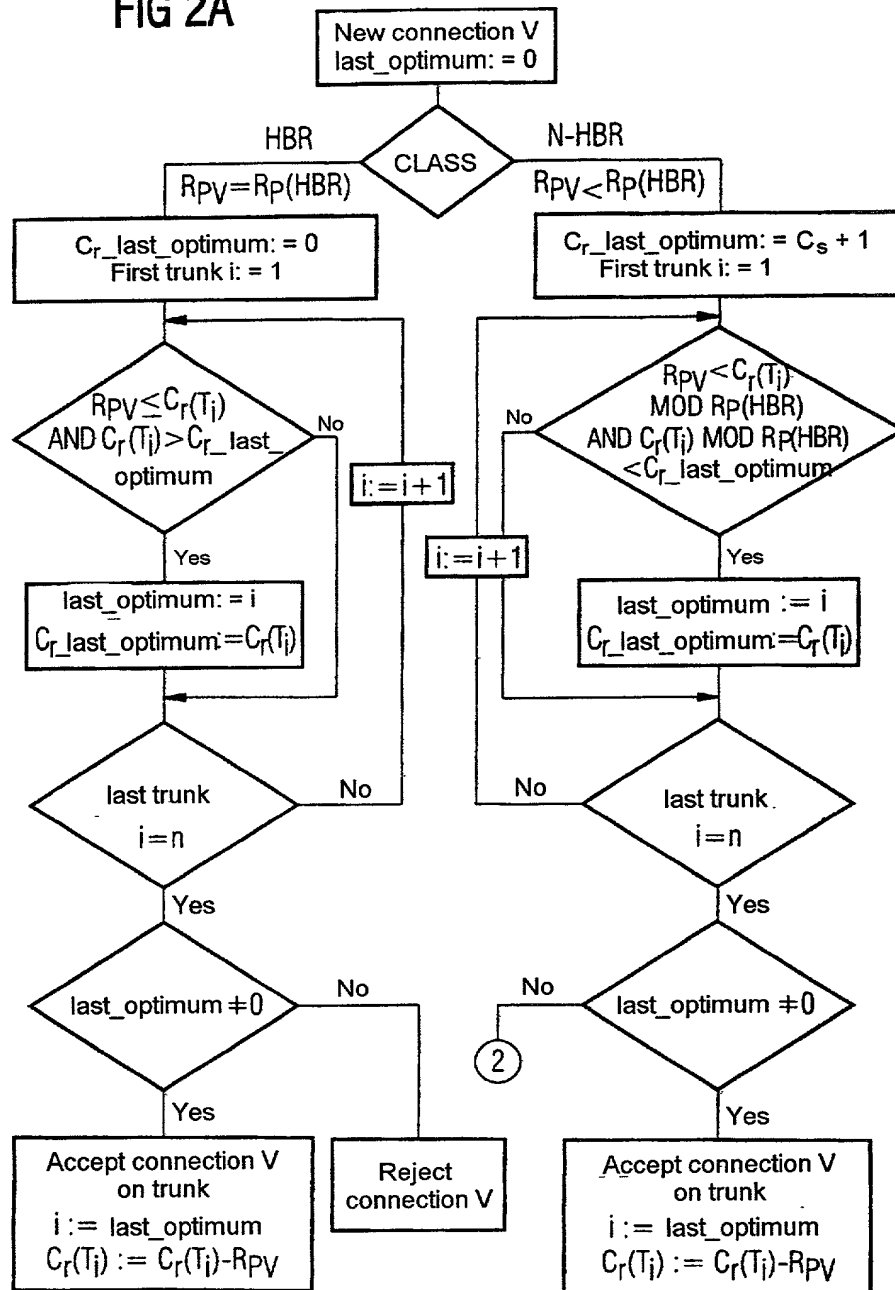 FIG 2A
New connection V
last_optimum: = 0
HBR
N-HBR
CLASS
RPV=RP(HBR)
RPV<RP(HBR)
Cr_last_optimum: = 0
First trunk i: = 1
Cr_last_optimum: = Cs + 1
First trunk i: = 1
RPV≤Cr(Ti)
AND Cr(Ti)>Cr_last_
optimum
No
Yes
i:=i+1
RPV<Cr(Ti)
MOD RP(HBR)
AND Cr(Ti) MOD RP(HBR)
<Cr_last_optimum
No
Yes
i:=i+1
last_optimum: = i
Cr_last_optimum:=Cr(Ti)
last_optimum := i
Cr_last_optimum:=Cr(Ti)
last trunk
i=n
No
Yes
last trunk
i=n
No
Yes
last_optimum ≠0
No
Yes
last_optimum ≠0
No
2
Yes
Accept connection V
on trunk
i := last_optimum
Cr(Ti) := Cr(Ti)-RPV
Reject
connection V
Accept connection V
on trunk
i := last_optimum
Cr(Ti) := Cr(Ti)-RPV